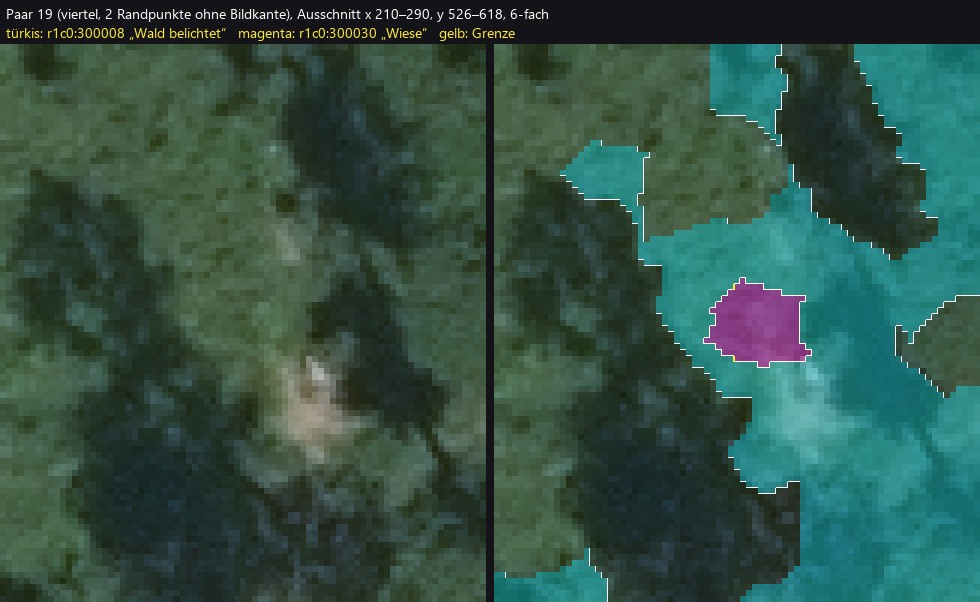 Paar 19 (viertel, 2 Randpunkte ohne Bildkante), Ausschnitt x 210–290, y 526–618, 6-fach
türkis: r1c0:300008 „Wald belichtet“ magenta: r1c0:300030 „Wiese“ gelb: Grenze